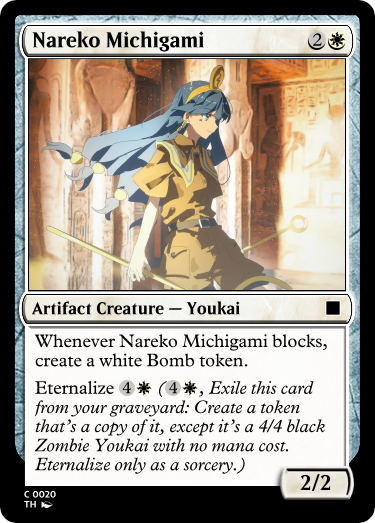 Nareko Michigami 2
Artifact Creature — Youkai
Whenever Nareko Michigami blocks,
create a white Bomb token.
Eternalize 4 (4, Exile this card
from your graveyard: Create a token
that's a copy of it, except it's a 4/4 black
Zombie Youkai with no mana cost.
Eternalize only as a sorcery.)
2/2
C 0020
TH